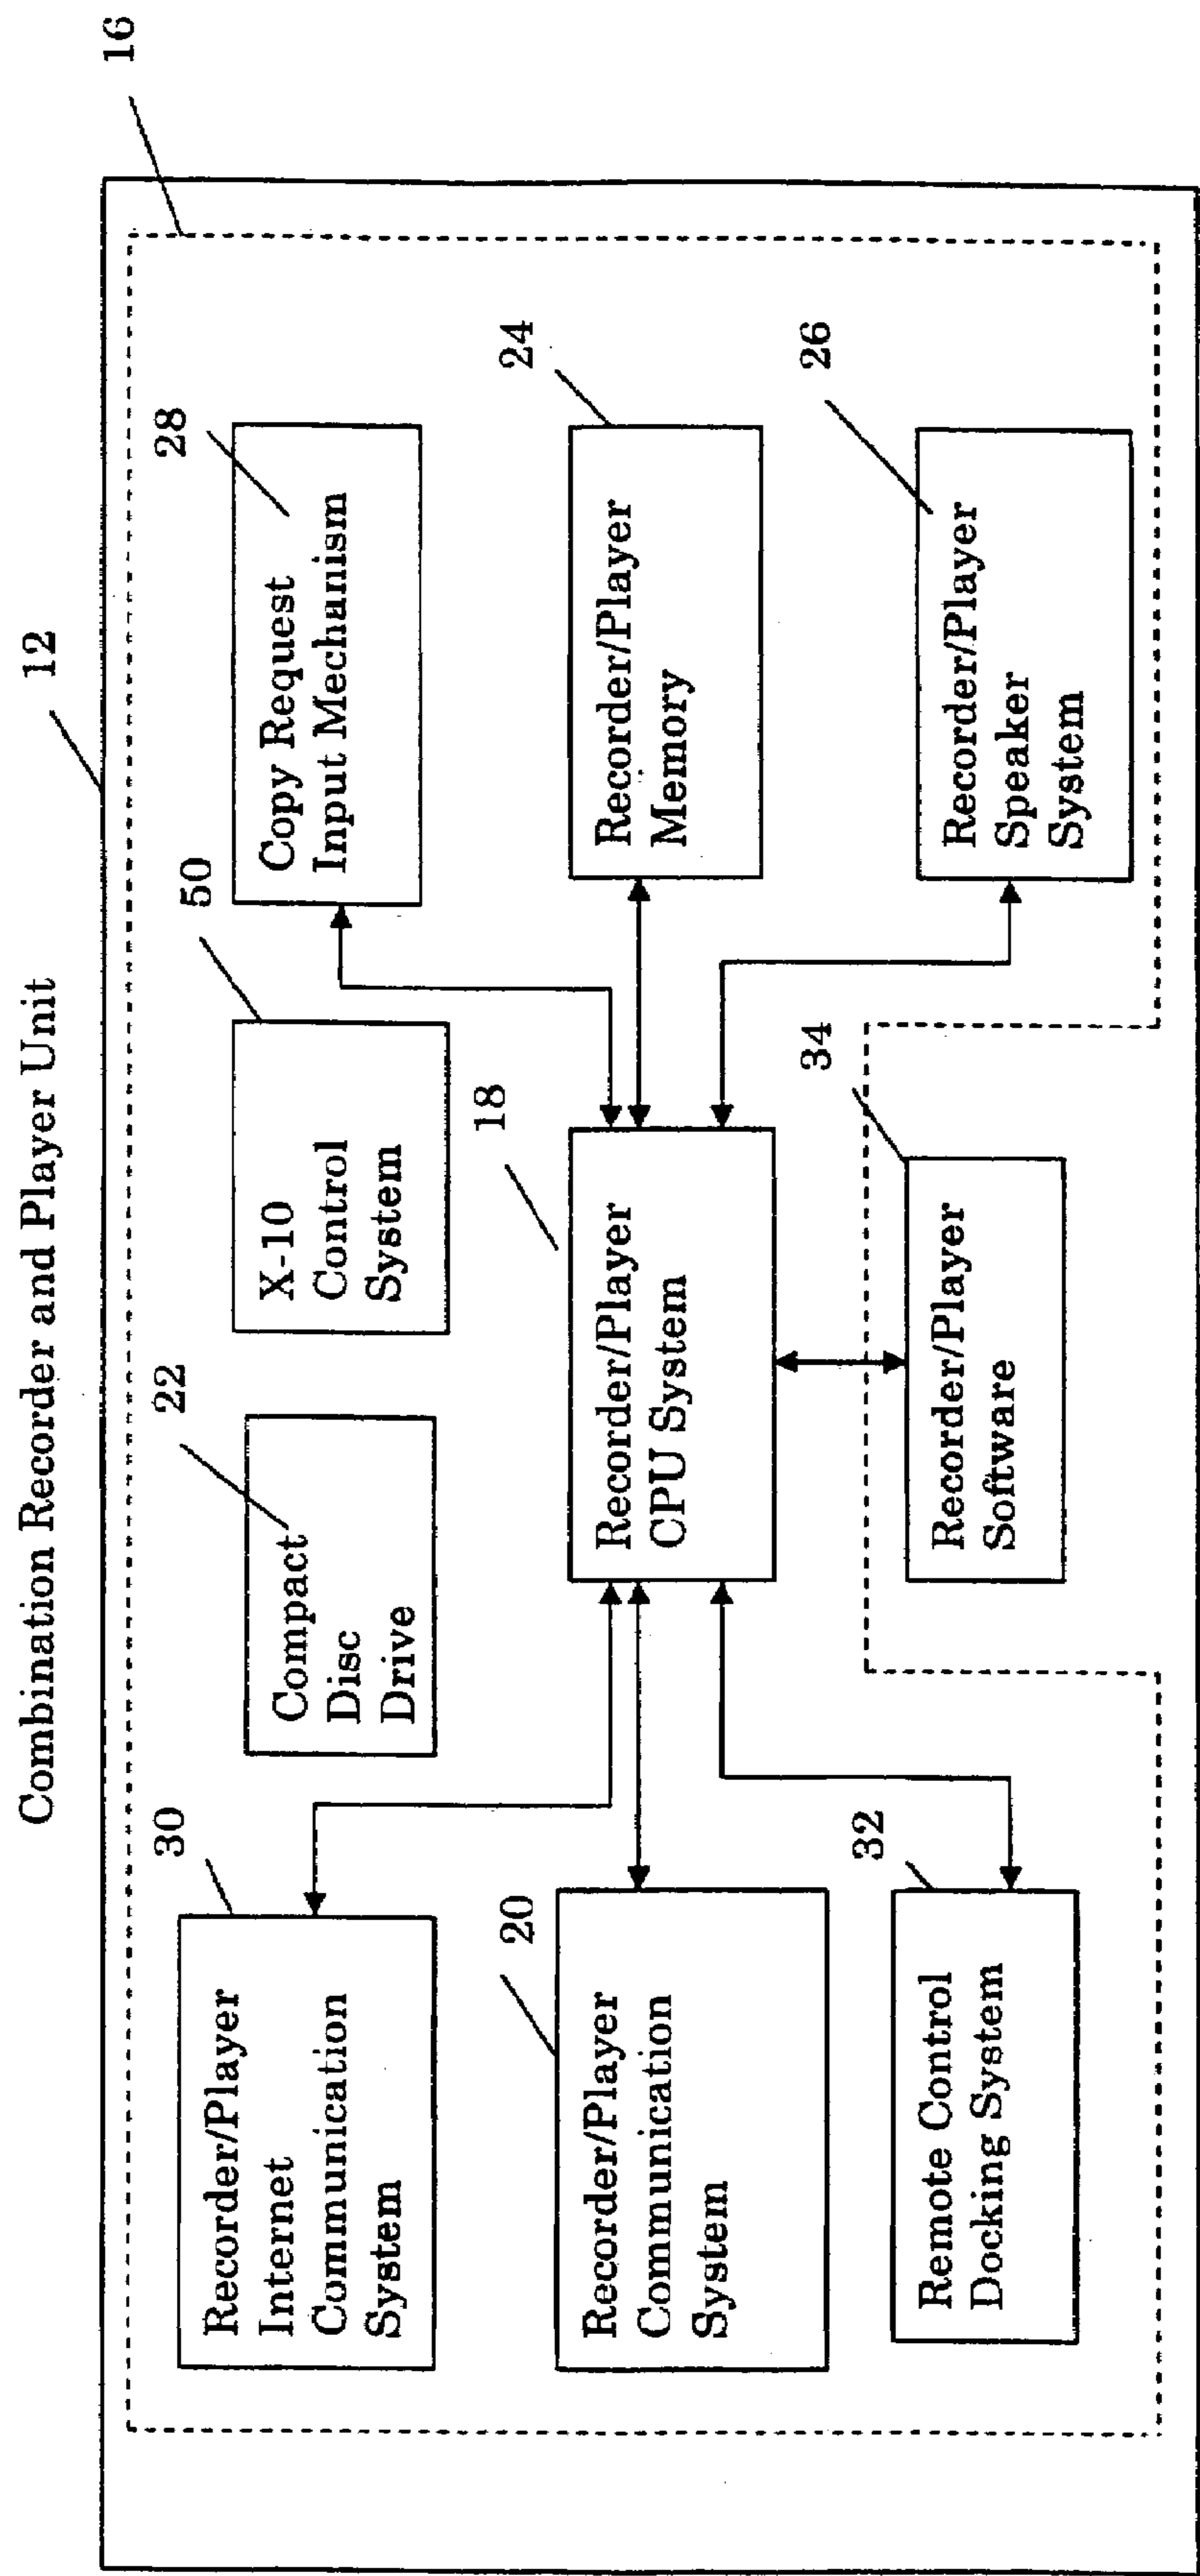 Combination Recorder and Player Unit
12
16
30
Recorder/Player
Internet
Communication
System
22
Compact
Disc
Drive
50
X-10
Control
System
28
Copy Request
Input Mechanism
20
Recorder/Player
Communication
System
18
Recorder/Player
CPU System
24
Recorder/Player
Memory
32
Remote Control
Docking System
34
Recorder/Player
Software
26
Recorder/Player
Speaker
System